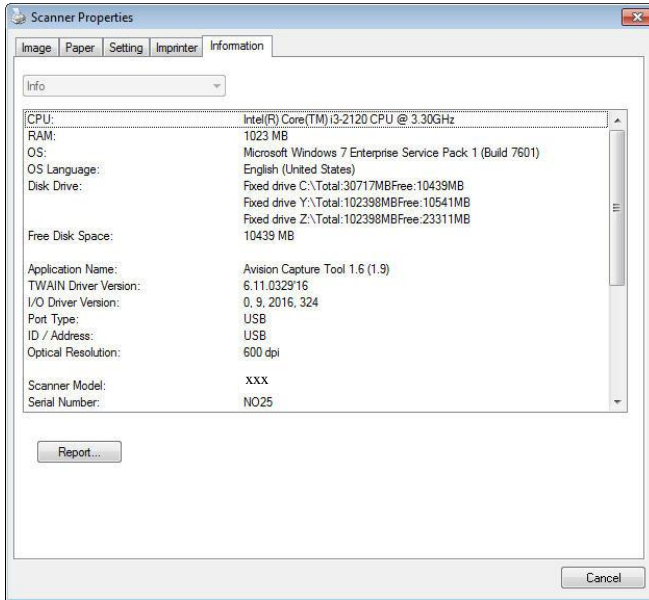 Scanner Properties
Image Paper Setting Imprinter Information
Info
CPU: Intel(R) Core(TM) i3-2120 CPU @ 3.30GHz
RAM: 1023 MB
OS: Microsoft Windows 7 Enterprise Service Pack 1 (Build 7601)
OS Language: English (United States)
Disk Drive: Fixed drive C:\Total:30717MBFree:10439MB
Fixed drive Y:\Total:102398MBFree:10541MB
Fixed drive Z:\Total:102398MBFree:23311MB
Free Disk Space: 10439 MB
Application Name: Avision Capture Tool 1.6 (1.9)
TWAIN Driver Version: 6.11.0329'16
I/O Driver Version: 0, 9, 2016, 324
Port Type: USB
ID / Address: USB
Optical Resolution: 600 dpi
Scanner Model: xxx
Serial Number: NO25
Report...
Cancel